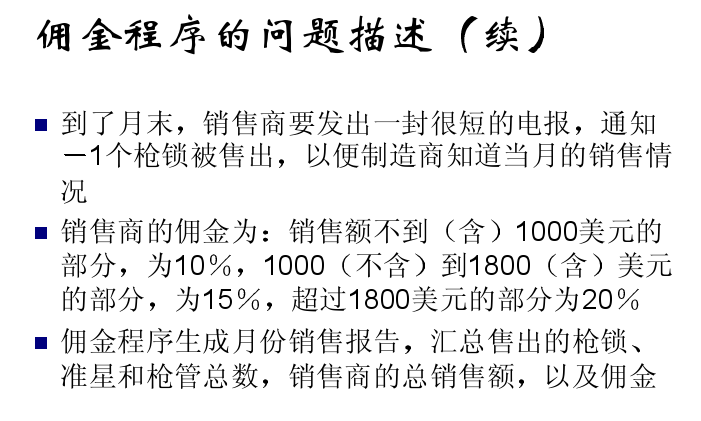 佣金程序的问题描述（续）
到了月末，销售商要发出一封很短的电报，通知
－1个枪锁被售出，以便制造商知道当月的销售情
况
销售商的佣金为：销售额不到（含）1000美元的
部分，为10％，1000（不含）到1800（含）美元
的部分，为15％，超过1800美元的部分为20％
佣金程序生成月份销售报告，汇总售出的枪锁、
准星和枪管总数，销售商的总销售额，以及佣金